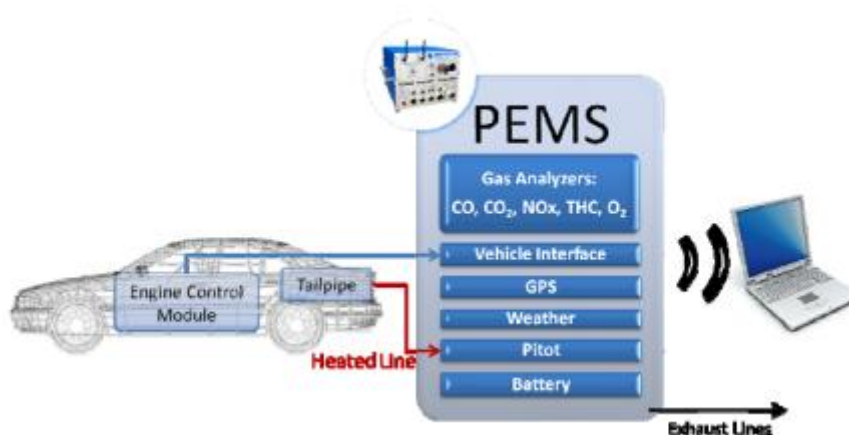 PEMS
Gas Analyzers:
CO, CO₂, NOx, THC, O₂
Vehicle Interface
GPS
Weather
Pitot
Battery
Engine Control
Module
Tailpipe
Heated Line
Exhaust Lines